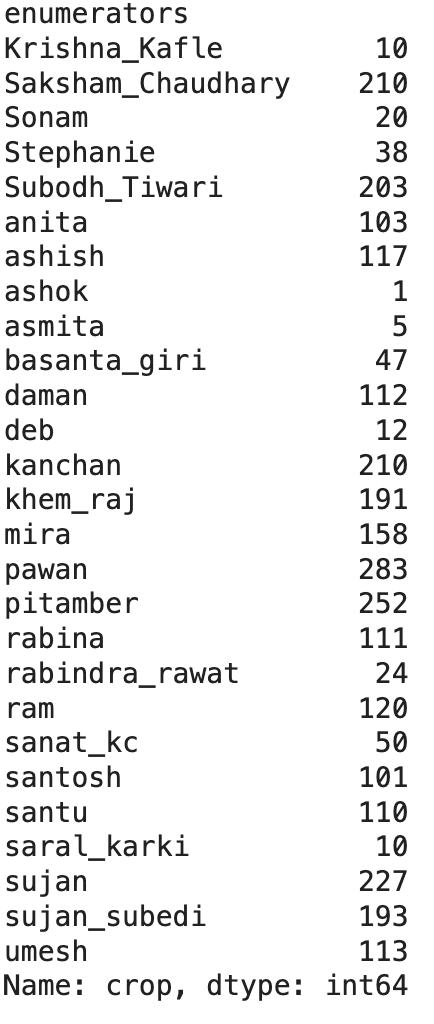 enumerators
Krishna_Kafle 10
Saksham_Chaudhary 210
Sonam 20
Stephanie 38
Subodh_Tiwari 203
anita 103
ashish 117
ashok 1
asmita 5
basanta_giri 47
daman 112
deb 12
kanchan 210
khem_raj 191
mira 158
pawan 283
pitamber 252
rabina 111
rabindra_rawat 24
ram 120
sanat_kc 50
santosh 101
santu 110
saral_karki 10
sujan 227
sujan_subedi 193
umesh 113
Name: crop, dtype: int64